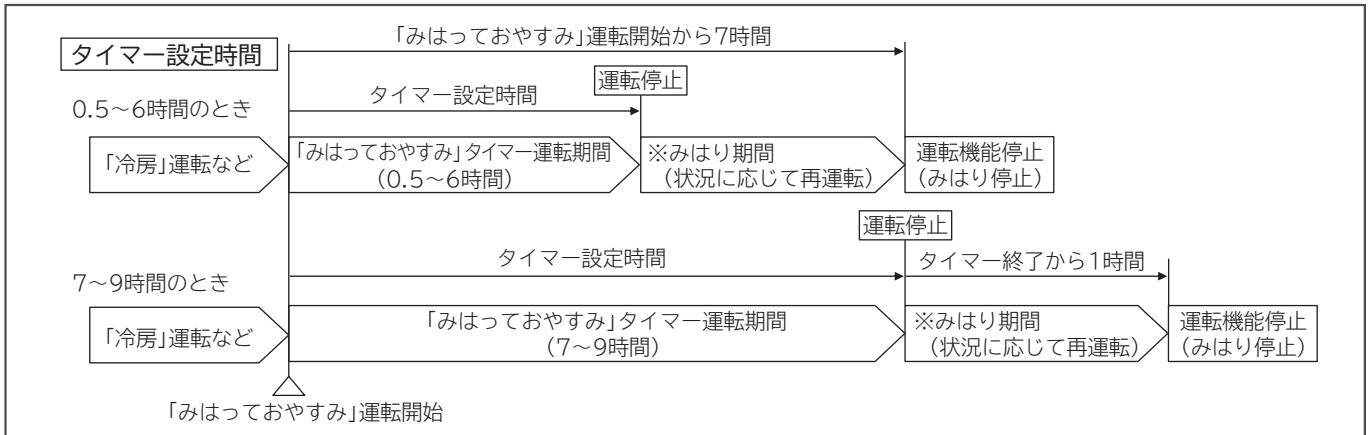 「みはっておやすみ」運転開始から7時間
タイマー設定時間
運転停止
タイマー設定時間
0.5～6時間のとき
「冷房」運転など
「みはっておやすみ」タイマー運転期間
（0.5～6時間）
※みはり期間
（状況に応じて再運転）
運転機能停止
（みはり停止）
運転停止
タイマー設定時間
タイマー終了から1時間
7～9時間のとき
「冷房」運転など
「みはっておやすみ」タイマー運転期間
（7～9時間）
※みはり期間
（状況に応じて再運転）
運転機能停止
（みはり停止）
「みはっておやすみ」運転開始